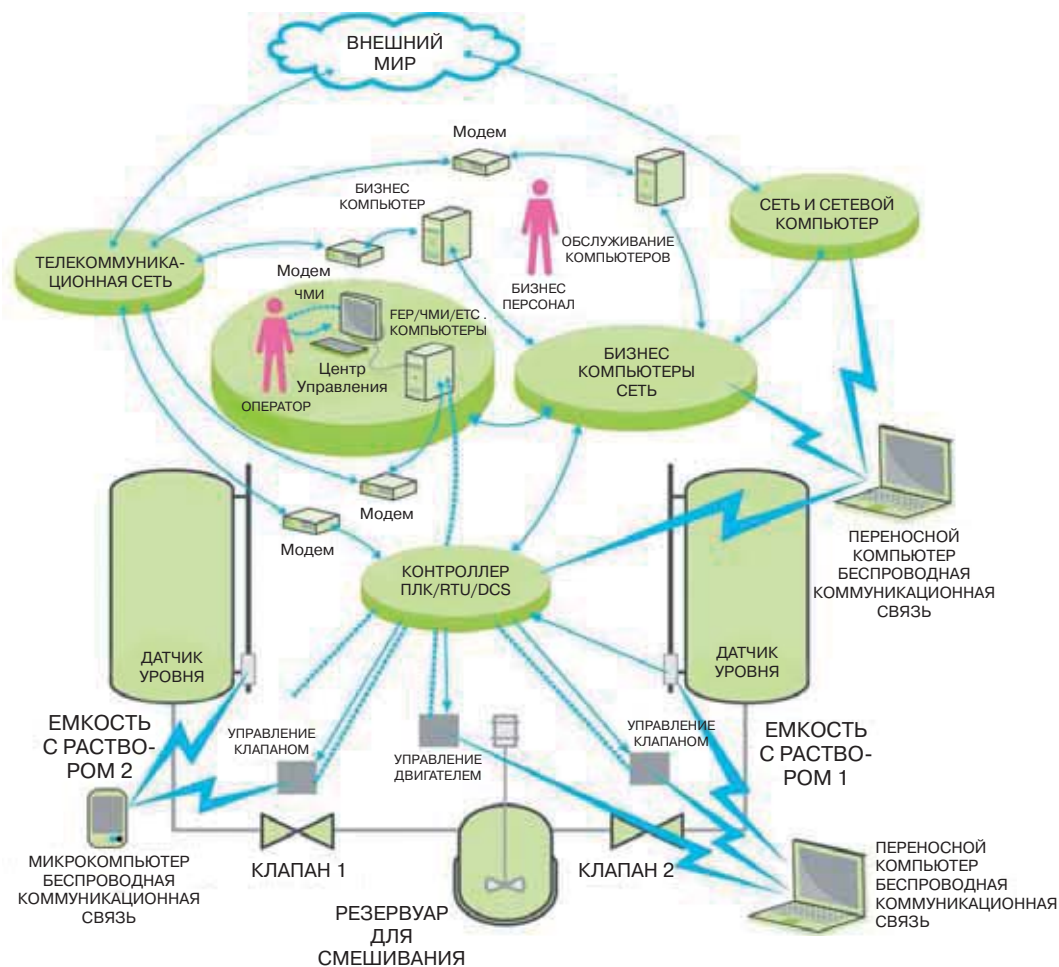 ВНЕШНИЙ
МИР
Модем
БИЗНЕС
КОМПЬЮТЕР
СЕТЬ И СЕТЕВОЙ
КОМПЬЮТЕР
ОБСЛУЖИВАНИЕ
КОМПЬЮТЕРОВ
ТЕЛЕКОММУНИКА-
ЦИОННАЯ СЕТЬ
Модем
БИЗНЕС
ПЕРСОНАЛ
ЧМИ
FEP/ЧМИ/ETC .
КОМПЬЮТЕРЫ
Центр
Управления
ОПЕРАТОР
БИЗНЕС
КОМПЬЮТЕРЫ
СЕТЬ
Модем
Модем
ПЕРЕНОСНОЙ
КОМПЬЮТЕР
БЕСПРОВОДНАЯ
КОММУНИКАЦИОННАЯ
СВЯЗЬ
КОНТРОЛЛЕР
ПЛК/RTU/DCS
ДАТЧИК
УРОВНЯ
ДАТЧИК
УРОВНЯ
ЕМКОСТЬ
С РАСТВО-
РОМ 2
УПРАВЛЕНИЕ
КЛАПАНОМ
УПРАВЛЕНИЕ
ДВИГАТЕЛЕМ
УПРАВЛЕНИЕ
КЛАПАНОМ
ЕМКОСТЬ
С РАСТВО-
РОМ 1
МИКРОКОМПЬЮТЕР
БЕСПРОВОДНАЯ
КОММУНИКАЦИОННАЯ
СВЯЗЬ
КЛАПАН 1
КЛАПАН 2
РЕЗЕРВУАР
ДЛЯ
СМЕШИВАНИЯ
ПЕРЕНОСНОЙ
КОМПЬЮТЕР
БЕСПРОВОДНАЯ
КОММУНИКАЦИОННАЯ
СВЯЗЬ